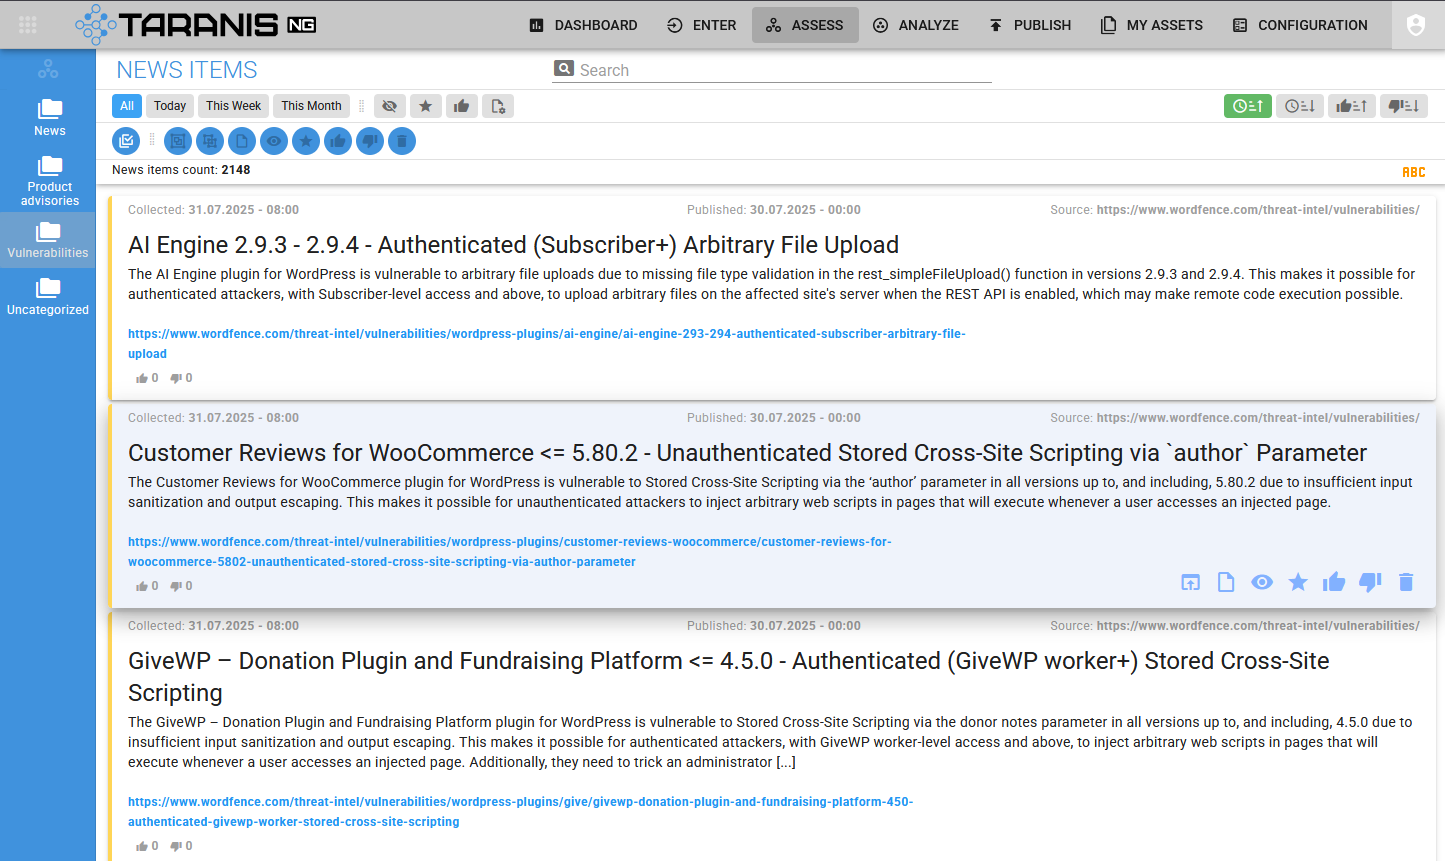 TARANIS NG
DASHBOARD ENTER ASSESS ANALYZE PUBLISH MY ASSETS CONFIGURATION
NEWS ITEMS
Search
All Today This Week This Month
News
Product
advisories
Vulnerabilities
Uncategorized
News items count: 2148
ABC
Collected: 31.07.2025 - 08:00 Published: 30.07.2025 - 00:00 Source: https://www.wordfence.com/threat-intel/vulnerabilities/
AI Engine 2.9.3 - 2.9.4 - Authenticated (Subscriber+) Arbitrary File Upload
The AI Engine plugin for WordPress is vulnerable to arbitrary file uploads due to missing file type validation in the rest_simpleFileUpload() function in versions 2.9.3 and 2.9.4. This makes it possible for
authenticated attackers, with Subscriber-level access and above, to upload arbitrary files on the affected site's server when the REST API is enabled, which may make remote code execution possible.
https://www.wordfence.com/threat-intel/vulnerabilities/wordpress-plugins/ai-engine/ai-engine-293-294-authenticated-subscriber-arbitrary-file-
upload
0 0
Collected: 31.07.2025 - 08:00 Published: 30.07.2025 - 00:00 Source: https://www.wordfence.com/threat-intel/vulnerabilities/
Customer Reviews for WooCommerce <= 5.80.2 - Unauthenticated Stored Cross-Site Scripting via `author` Parameter
The Customer Reviews for WooCommerce plugin for WordPress is vulnerable to Stored Cross-Site Scripting via the ‘author’ parameter in all versions up to, and including, 5.80.2 due to insufficient input
sanitization and output escaping. This makes it possible for unauthenticated attackers to inject arbitrary web scripts in pages that will execute whenever a user accesses an injected page.
https://www.wordfence.com/threat-intel/vulnerabilities/wordpress-plugins/customer-reviews-woocommerce/customer-reviews-for-
woocommerce-5802-unauthenticated-stored-cross-site-scripting-via-author-parameter
0 0
Collected: 31.07.2025 - 08:00 Published: 30.07.2025 - 00:00 Source: https://www.wordfence.com/threat-intel/vulnerabilities/
GiveWP – Donation Plugin and Fundraising Platform <= 4.5.0 - Authenticated (GiveWP worker+) Stored Cross-Site
Scripting
The GiveWP – Donation Plugin and Fundraising Platform plugin for WordPress is vulnerable to Stored Cross-Site Scripting via the donor notes parameter in all versions up to, and including, 4.5.0 due to
insufficient input sanitization and output escaping. This makes it possible for authenticated attackers, with GiveWP worker-level access and above, to inject arbitrary web scripts in pages that will
execute whenever a user accesses an injected page. Additionally, they need to trick an administrator [...]
https://www.wordfence.com/threat-intel/vulnerabilities/wordpress-plugins/give/givewp-donation-plugin-and-fundraising-platform-450-
authenticated-givewp-worker-stored-cross-site-scripting
0 0